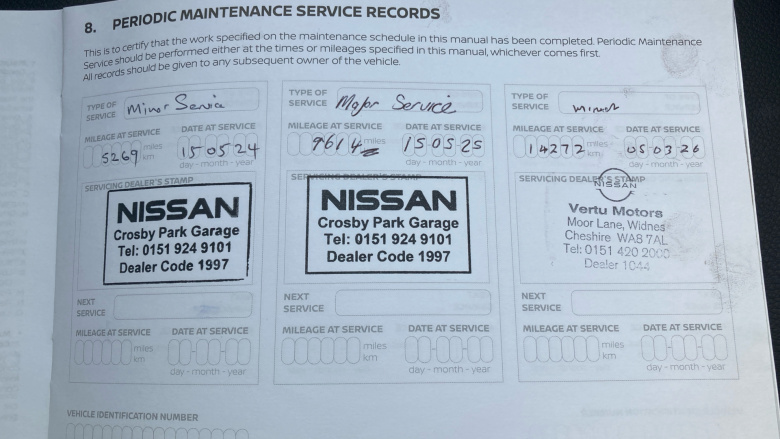 8. PERIODIC MAINTENANCE SERVICE RECORDS
This is to certify that the work specified on the maintenance schedule in this manual has been completed. Periodic Maintenance
Service should be performed either at the times or mileages specified in this manual, whichever comes first.
All records should be given to any subsequent owner of the vehicle.
TYPE OF
SERVICE
Minor Service
MILEAGE AT SERVICE
DATE AT SERVICE
5269
miles
km
15 05 24
day - month - year
SERVICING DEALER'S STAMP
NISSAN
Crosby Park Garage
Tel: 0151 924 9101
Dealer Code 1997
NEXT
SERVICE
MILEAGE AT SERVICE
DATE AT SERVICE
miles
km
day - month - year
TYPE OF
SERVICE
Major Service
MILEAGE AT SERVICE
DATE AT SERVICE
9614
miles
15 05 25
day - month - year
SERVICING DEALER'S STAMP
NISSAN
Crosby Park Garage
Tel: 0151 924 9101
Dealer Code 1997
NEXT
SERVICE
MILEAGE AT SERVICE
DATE AT SERVICE
miles
km
day - month - year
TYPE OF
SERVICE
MILEAGE AT SERVICE
DATE AT SERVICE
14272
miles
km
05 03 26
day - month - year
SERVICING DEALER'S STAMP
NISSAN
Vertu Motors
Moor Lane, Widnes
Cheshire WA8 7AL
Tel: 0151 420 2000
Dealer 1044
NEXT
SERVICE
MILEAGE AT SERVICE
DATE AT SERVICE
miles
km
day - month - year
VEHICLE IDENTIFICATION NUMBER